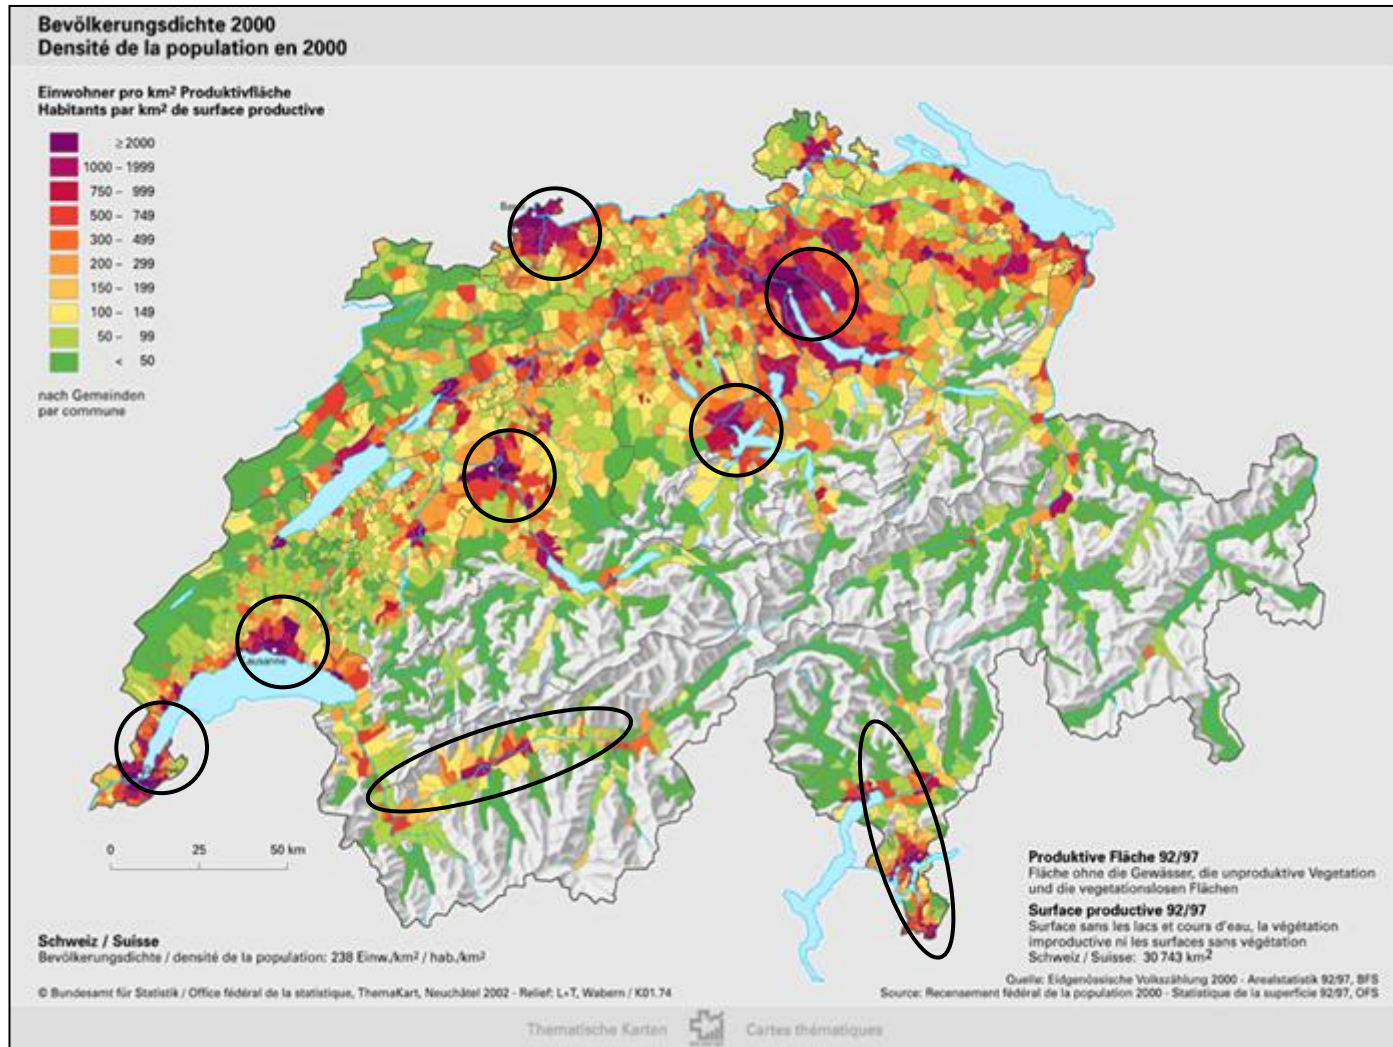 Bevölkerungsdichte 2000
Densité de la population en 2000
Einwohner pro km² Produktivfläche
Habitants par km² de surface productive
≥ 2000
1000 – 1999
750 – 999
500 – 749
300 – 499
200 – 299
150 – 199
100 – 149
50 – 99
< 50
nach Gemeinden
par commune
Lausanne
0 25 50 km
Produktive Fläche 92/97
Fläche ohne die Gewässer, die unproduktive Vegetation
und die vegetationslosen Flächen
Surface productive 92/97
Surface sans les lacs et cours d'eau, la végétation
improductive ni les surfaces sans végétation
Schweiz / Suisse: 30 743 km²
Schweiz / Suisse
Bevölkerungsdichte / densité de la population: 238 Einw./km² / hab./km²
© Bundesamt für Statistik / Office fédéral de la statistique, ThemaKart, Neuchâtel 2002 - Relief: L+T, Wabern / K01.74
Quelle: Eidgenössische Volkszählung 2000 - Arealstatistik 92/97, BFS
Source: Recensement fédéral de la population 2000 - Statistique de la superficie 92/97, OFS
Thematische Karten Cartes thématiques